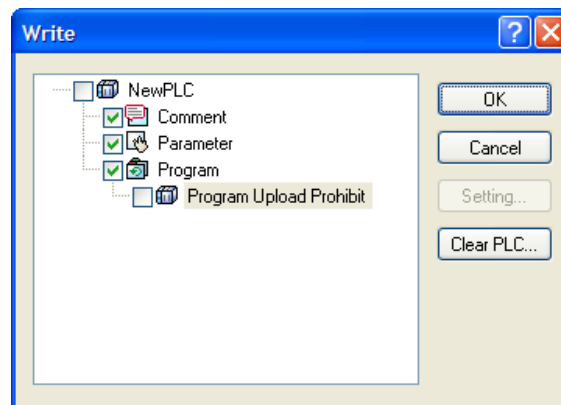 Write
NewPLC
Comment
Parameter
Program
Program Upload Prohibit
OK
Cancel
Setting...
Clear PLC...